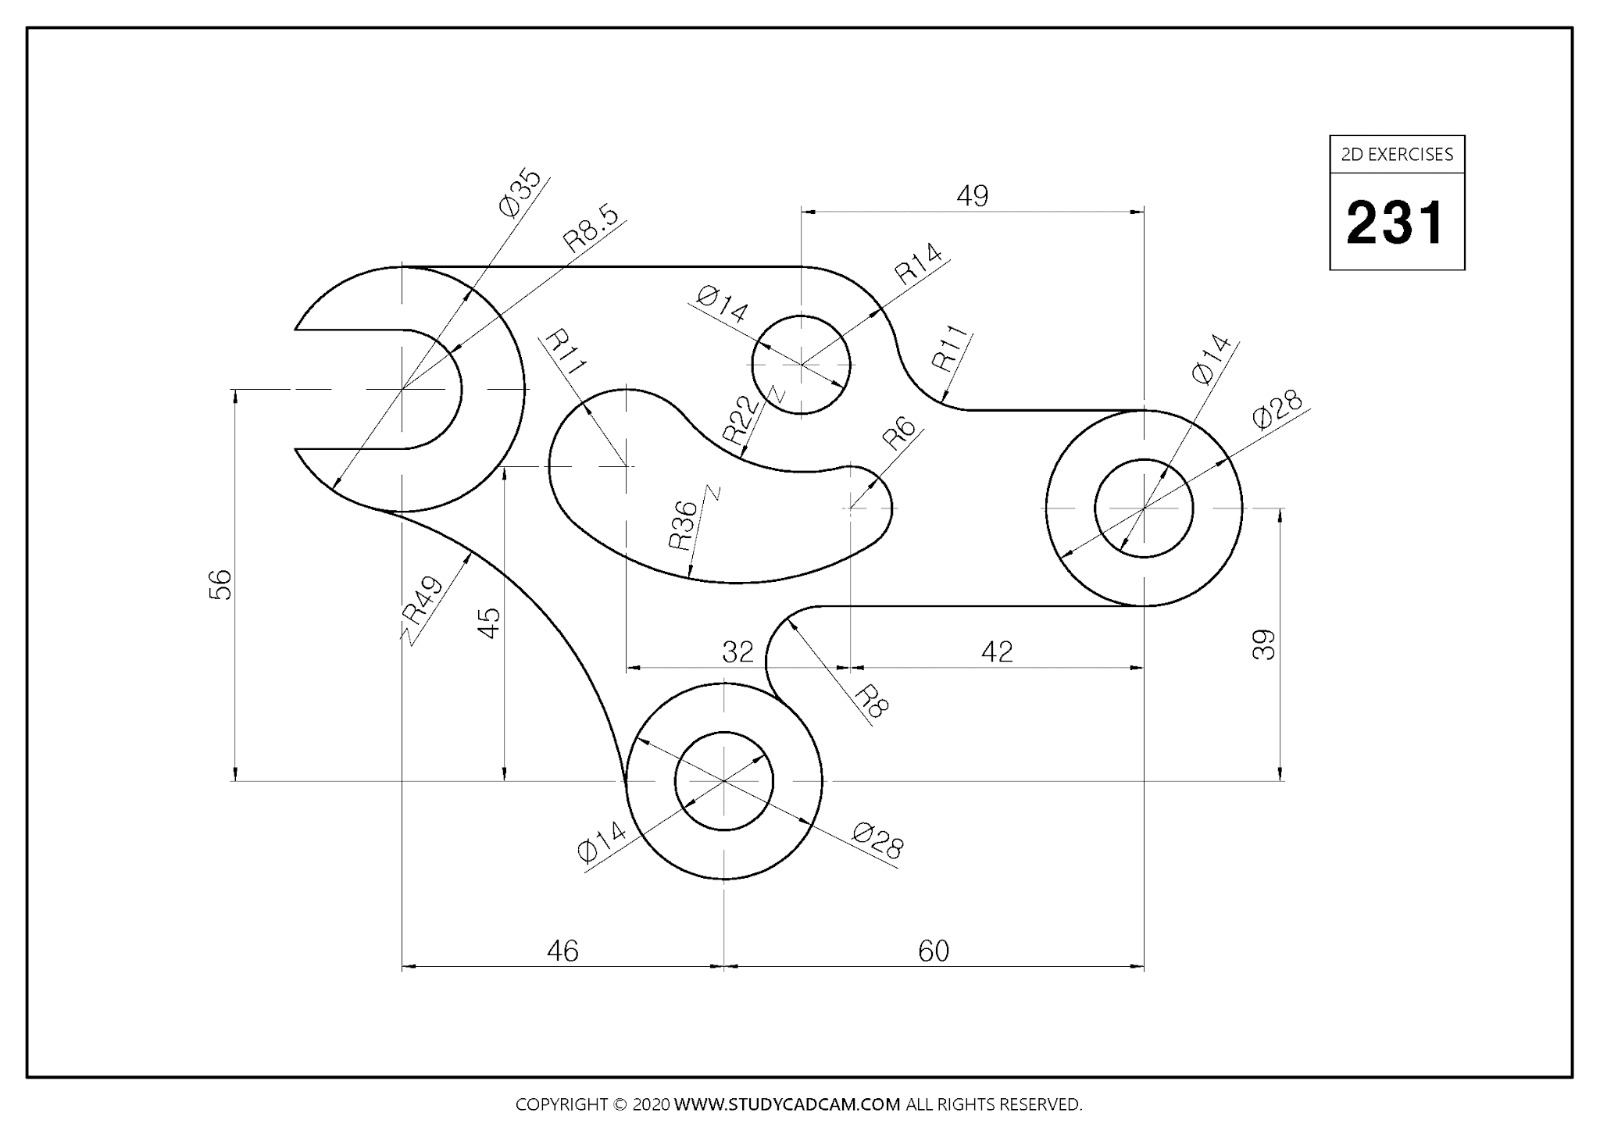 2D EXERCISES
231
Ø35
R8.5
49
R14
Ø14
R11
R11
Ø14
Ø28
R22
R6
R36
56
R49
45
32
42
39
R8
Ø14
Ø28
46
60
COPYRIGHT © 2020 WWW.STUDYCADCAM.COM ALL RIGHTS RESERVED.